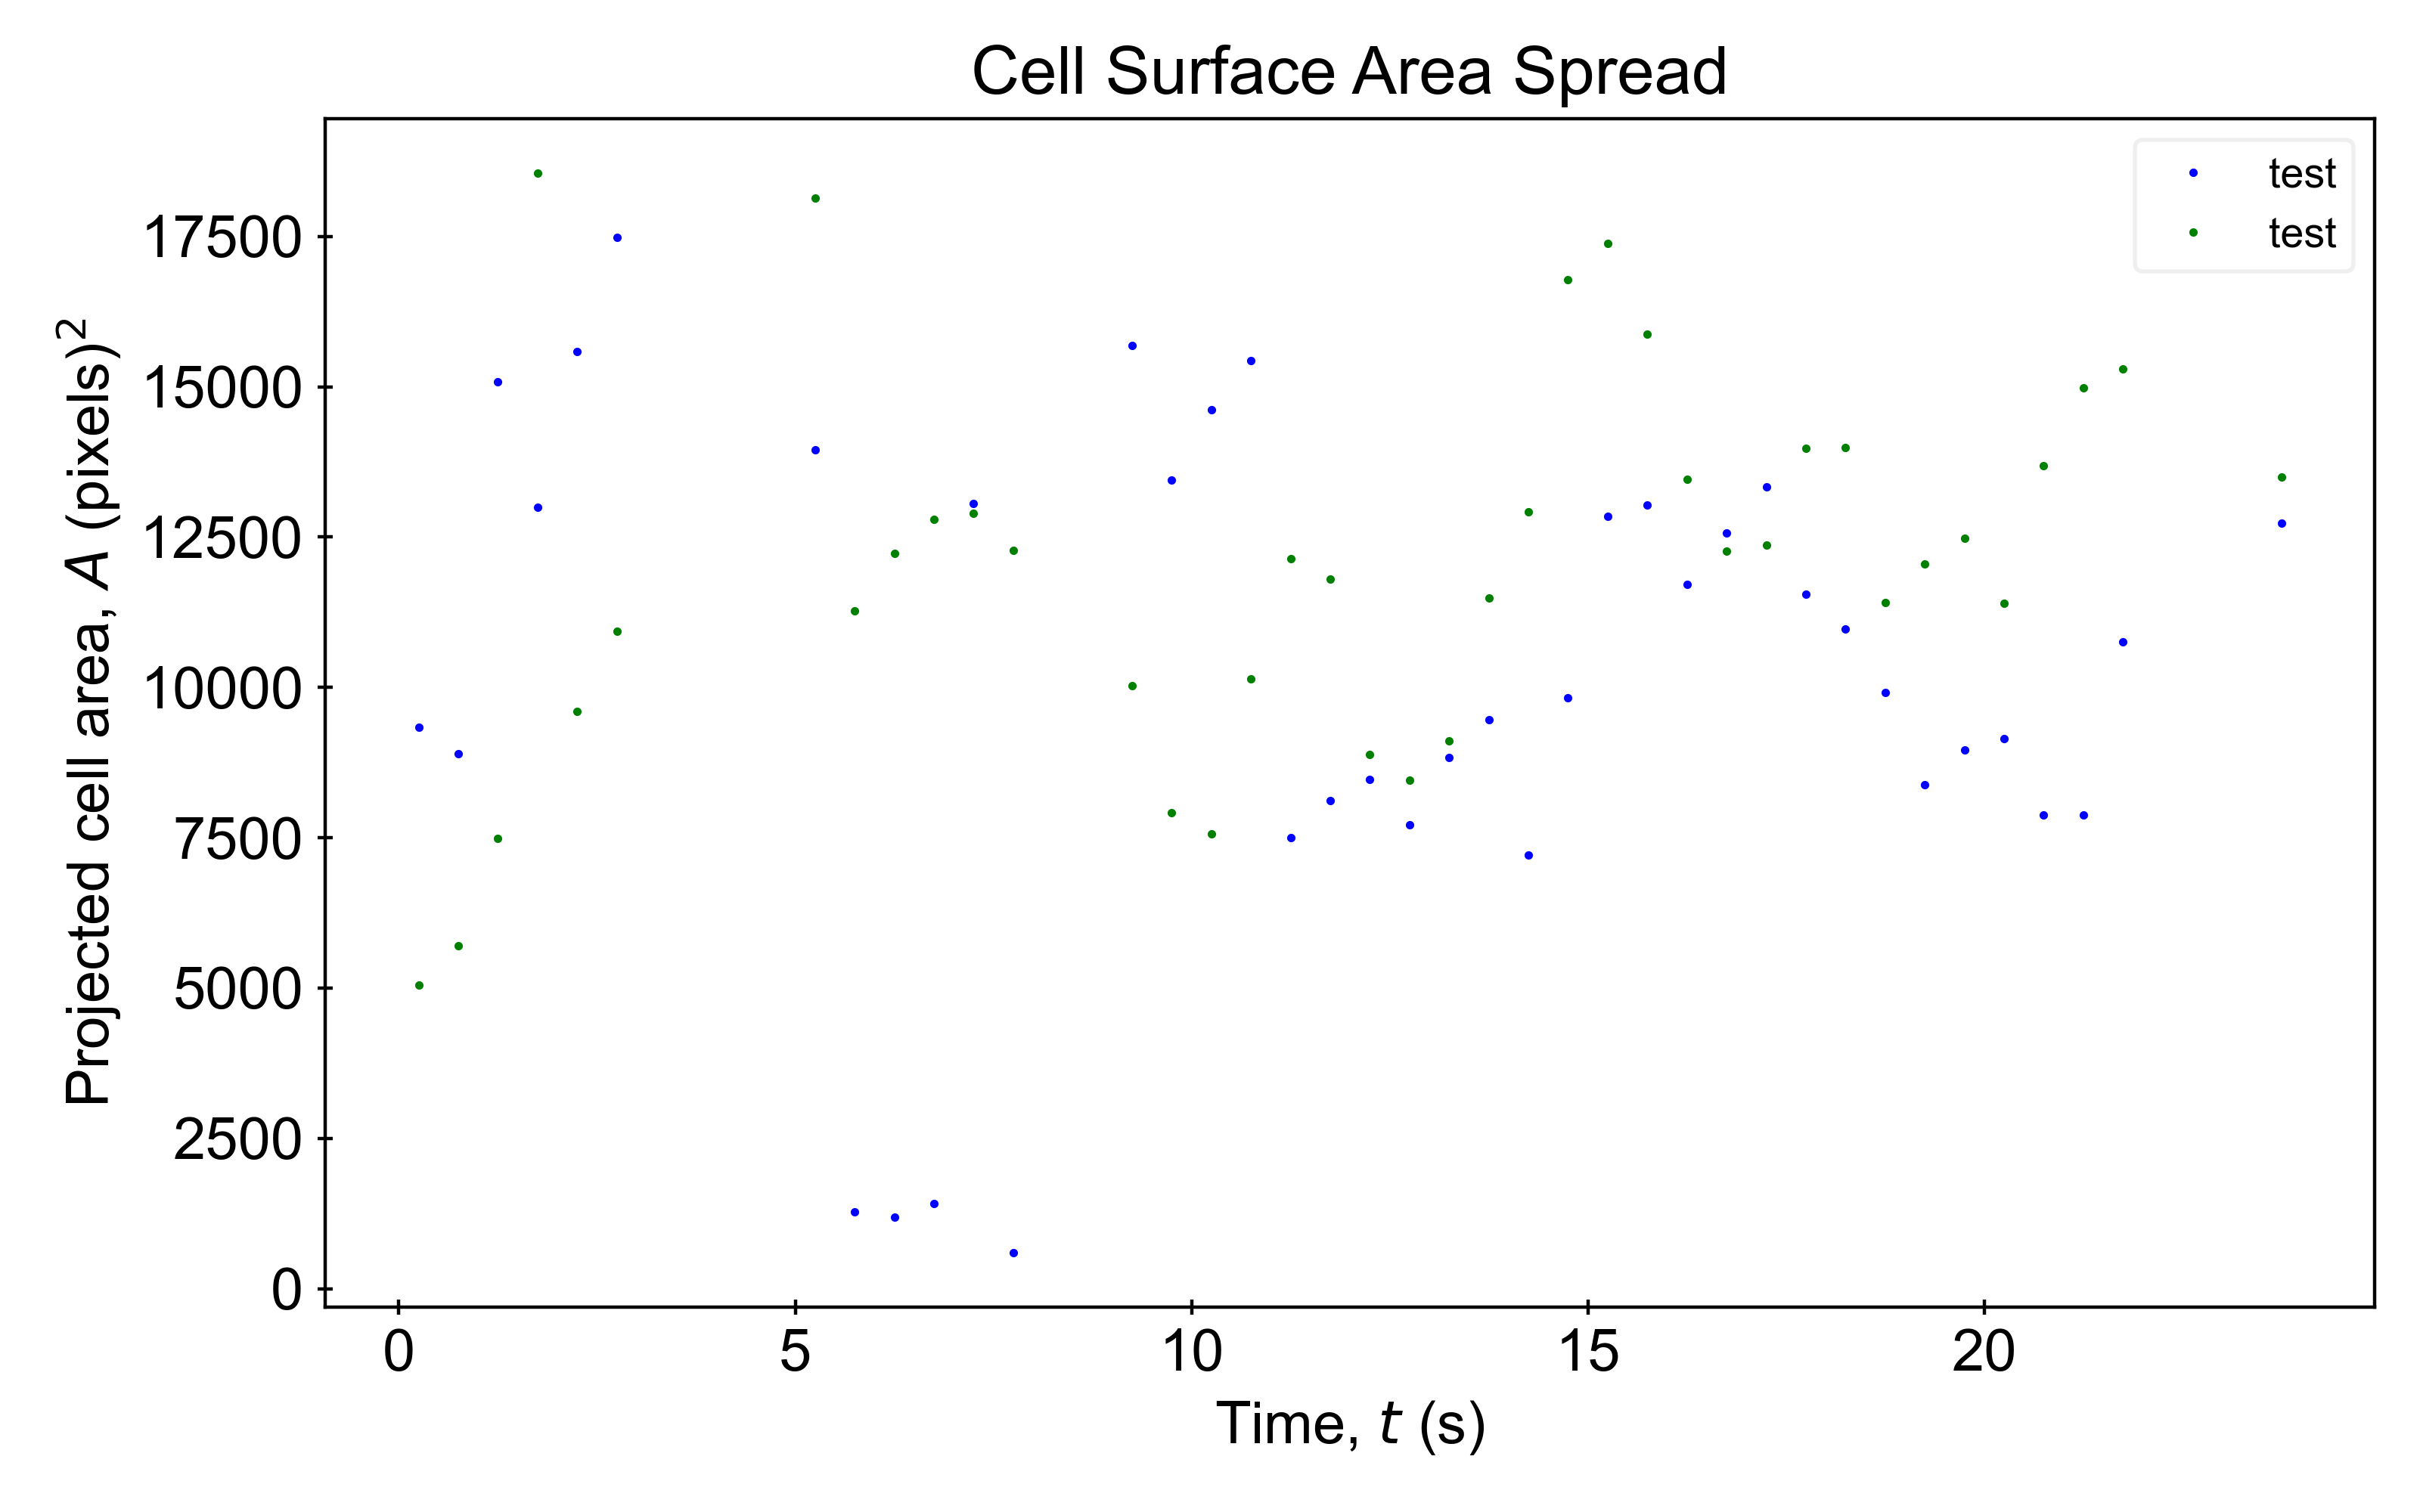 Cell Surface Area Spread
test
test
Projected cell area, A (pixels)²
17500
15000
12500
10000
7500
5000
2500
0
0 5 10 15 20
Time, t (s)